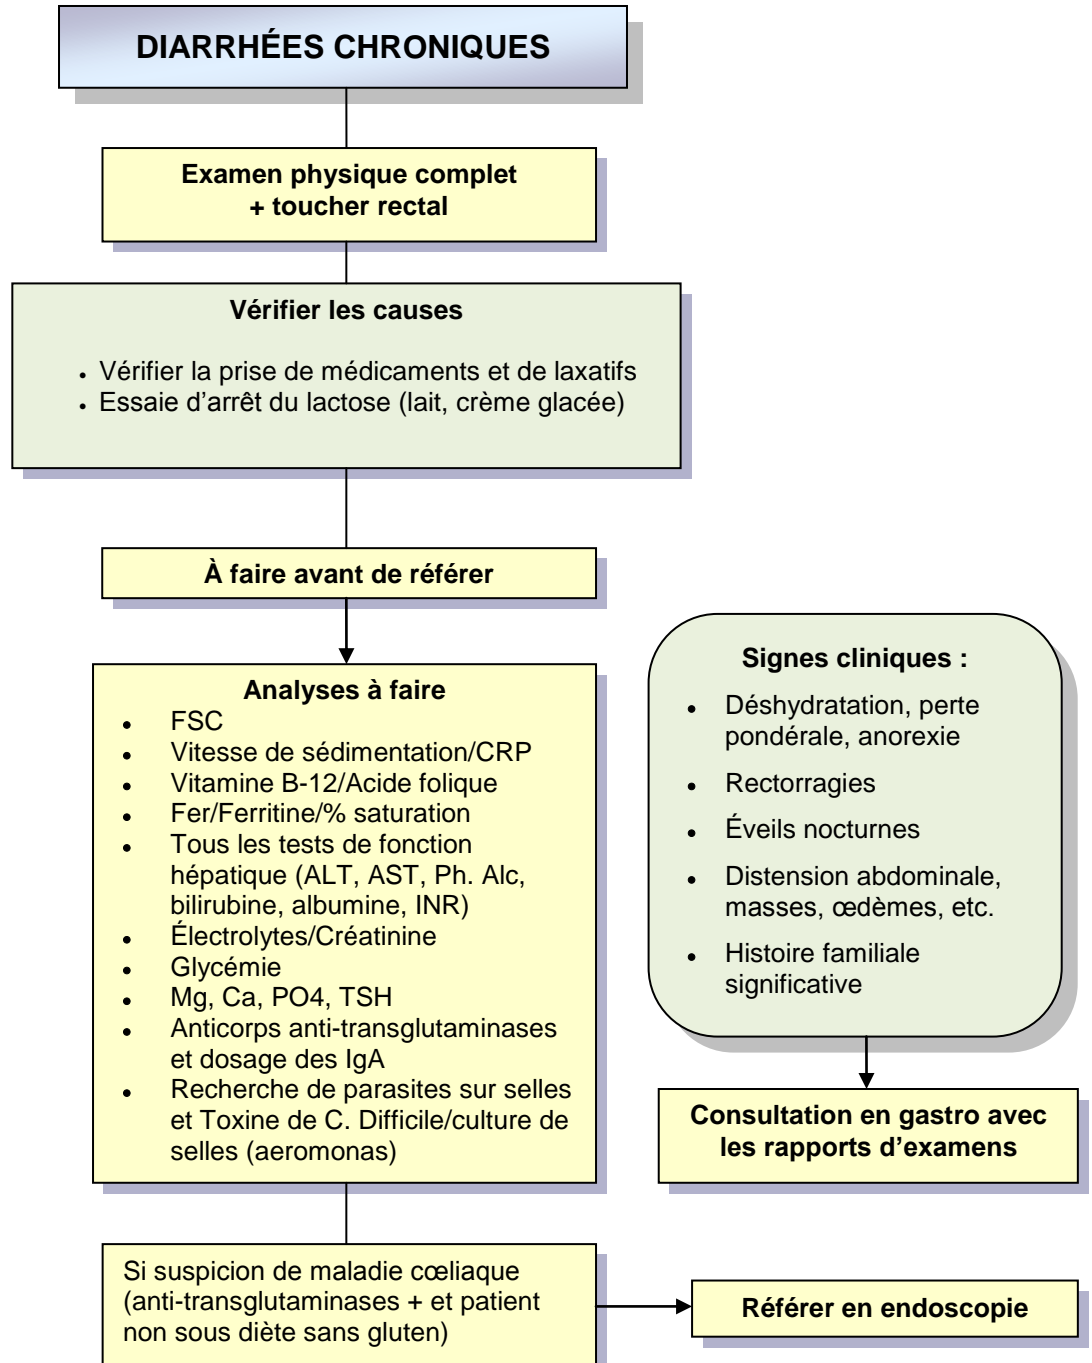 DIARRHÉES CHRONIQUES
Examen physique complet
+ toucher rectal
Vérifier les causes
• Vérifier la prise de médicaments et de laxatifs
• Essaie d'arrêt du lactose (lait, crème glacée)
À faire avant de référer
Analyses à faire
• FSC
• Vitesse de sédimentation/CRP
• Vitamine B-12/Acide folique
• Fer/Ferritine/% saturation
• Tous les tests de fonction
hépatique (ALT, AST, Ph. Alc,
bilirubine, albumine, INR)
• Électrolytes/Créatinine
• Glycémie
• Mg, Ca, PO4, TSH
• Anticorps anti-transglutaminases
et dosage des IgA
• Recherche de parasites sur selles
et Toxine de C. Difficile/culture de
selles (aeromonas)
Signes cliniques :
• Déshydratation, perte
pondérale, anorexie
• Rectorragies
• Éveils nocturnes
• Distension abdominale,
masses, œdèmes, etc.
• Histoire familiale
significative
Consultation en gastro avec
les rapports d'examens
Si suspicion de maladie cœliaque
(anti-transglutaminases + et patient
non sous diète sans gluten)
Référer en endoscopie